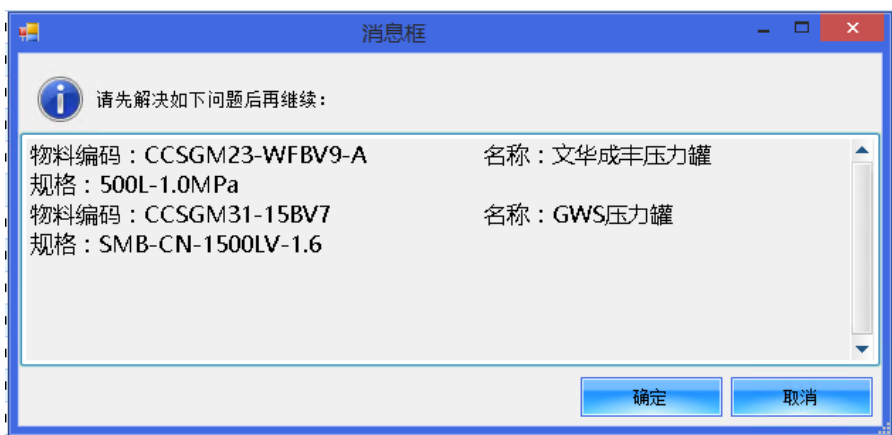 消息框
请先解决如下问题后再继续：
物料编码：CCSGM23-WFBV9-A 名称：文华成丰压力罐
规格：500L-1.0MPa
物料编码：CCSGM31-15BV7 名称：GWS压力罐
规格：SMB-CN-1500LV-1.6
确定 取消